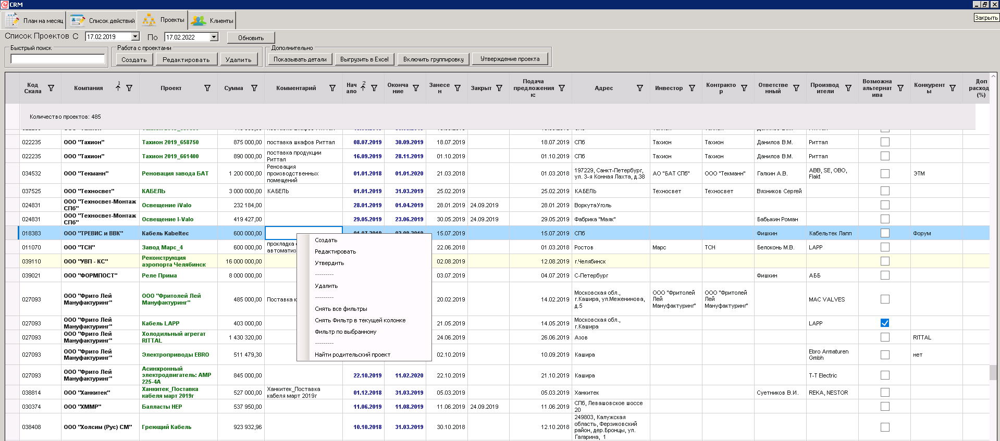 CRM
Закрыть
План на месяц
Список действий
Проекты
Клиенты
Список Проектов С 17.02.2019 По 17.02.2022 Обновить
Быстрый поиск
Работа с проектами
Дополнительно
Создать Редактировать Удалить
Показывать детали Выгрузить в Excel Включить группировку Утверждение проекта
Код Скала Компания 1 Проект Сумма Комментарий Нач ало 2 Оконча ние Занесе н Закрыт Подача предложения к: Адрес Инвестор Контракто р Ответстве нный Производ ители Возможна альтернат ива Конкурент ы Доп расход (%)
Количество проектов: 485
022235 ООО "Тахион" Тахион 2019_658750 875 000,00 поставка шкафов Риттал 08.07.2019 30.09.2019 18.07.2019 18.07.2019 СПб Тахион Тахион Данилов В.М. Риттал
022235 ООО "Тахион" Тахион 2019_661400 890 000,00 поставка продукции Риттал 16.09.2019 28.11.2019 01.10.2019 01.10.2019 СПб Тахион Тахион Данилов В.М. Риттал
034532 ООО "Текманн" Реновация завода БАТ 1 200 000,00 Реновация производственных помещений 01.01.2018 01.01.2020 21.03.2018 01.03.2018 197229, Санкт-Петербург, ул. 3-я Конная Лахта, д.38 АО "БАТ СПб" ООО "Текманн" Галкин А.В. ABB, SE, OBO, Flakt ЭТМ
037525 ООО "Техносвет" КАБЕЛЬ 3 000 000,00 КАБЕЛЬ 01.01.2019 31.03.2019 25.02.2019 25.02.2019 КАБЕЛЬ Техносвет Техносвет Вязников Сергей
024831 ООО "Техносвет-Монтаж СПб" Освещение iValo 232 184,00 28.01.2019 01.04.2019 28.01.2019 24.09.2019 28.01.2019 ВоркутаУголь
024831 ООО "Техносвет-Монтаж СПб" Освещение I-Valo 419 427,00 29.05.2019 23.06.2019 30.05.2019 24.09.2019 29.05.2019 Фабрика "Маяк" Бабыкин Роман
018383 ООО "ТРЕВИС и ВВК" Кабель Kabeltec 600 000,00 15.07.2019 15.07.2019 СПб Фишкин Кабельтек Лапп Форум
011070 ООО "ТСН" Завод Марс_4 600 000,00 прокладка автоматиз 22.06.2018 01.03.2018 Ростов Марс ТСН Белоконь М.В. LAPP
039110 ООО "УВП - КС" Реконструкция аэропорта Челябинск 16 000 000,00 02.08.2019 12.08.2019 г.Челябинск
039021 ООО "ФОРМПОСТ" Реле Прима 8 000 000,00 03.07.2019 04.07.2019 С-Петербург Фишкин АББ
027093 ООО "Фрито Лей Мануфактуринг" ООО "Фритолей Лей Мануфактуринг" 485 000,00 Поставка к 20.02.2019 14.02.2019 Московская обл., г.Кашира, ул.Меженинова, д.5 ООО "Фритолей Лей Мануфактуринг" ООО "Фритолей Лей Мануфактуринг" MAC VALVES
027093 ООО "Фрито Лей Мануфактуринг" Кабель LAPP 403 000,00 21.05.2019 14.05.2019 Московская обл., г.Кашира LAPP
027093 ООО "Фрито Лей Мануфактуринг" Холодильный агрегат RITTAL 1 430 320,00 24.06.2019 26.06.2019 Азов RITTAL
027093 ООО "Фрито Лей Мануфактуринг" Электроприводы EBRO 511 479,30 02.10.2019 10.09.2019 Кашира Ebro Armaturen Gmbh нет
027093 ООО "Фрито Лей Мануфактуринг" Асинхронный электродвигатель: АМР 225-4А 845 000,00 22.10.2019 11.02.2020 22.10.2019 21.10.2019 Кашира T-T Electric
038814 ООО "Ханкитек" Ханкитек_Поставка кабеля март 2019г 527 000,00 Ханкитек_Поставка кабеля март 2019г 01.12.2018 31.03.2019 05.03.2019 05.03.2019 Ханкитек Суетников В.И. REKA, NESTOR
030374 ООО "ХММР" Балласты HEP 537 950,00 11.06.2019 11.08.2019 11.06.2019 24.09.2019 11.06.2019 СПб, Левашовское шоссе 20
038408 ООО "Холсим (Рус) СМ" Греющий Кабель 923 932,96 10.10.2018 31.03.2019 30.10.2018 12.10.2018 249803, Калужская область, Ферзиковский район, дер.Бронцы, ул. Гагарина, 1
Создать
Редактировать
Утвердить
---------
Удалить
---------
Снять все фильтры
Снять Фильтр в текущей колонке
Фильтр по выбранному
---------
Найти родительский проект